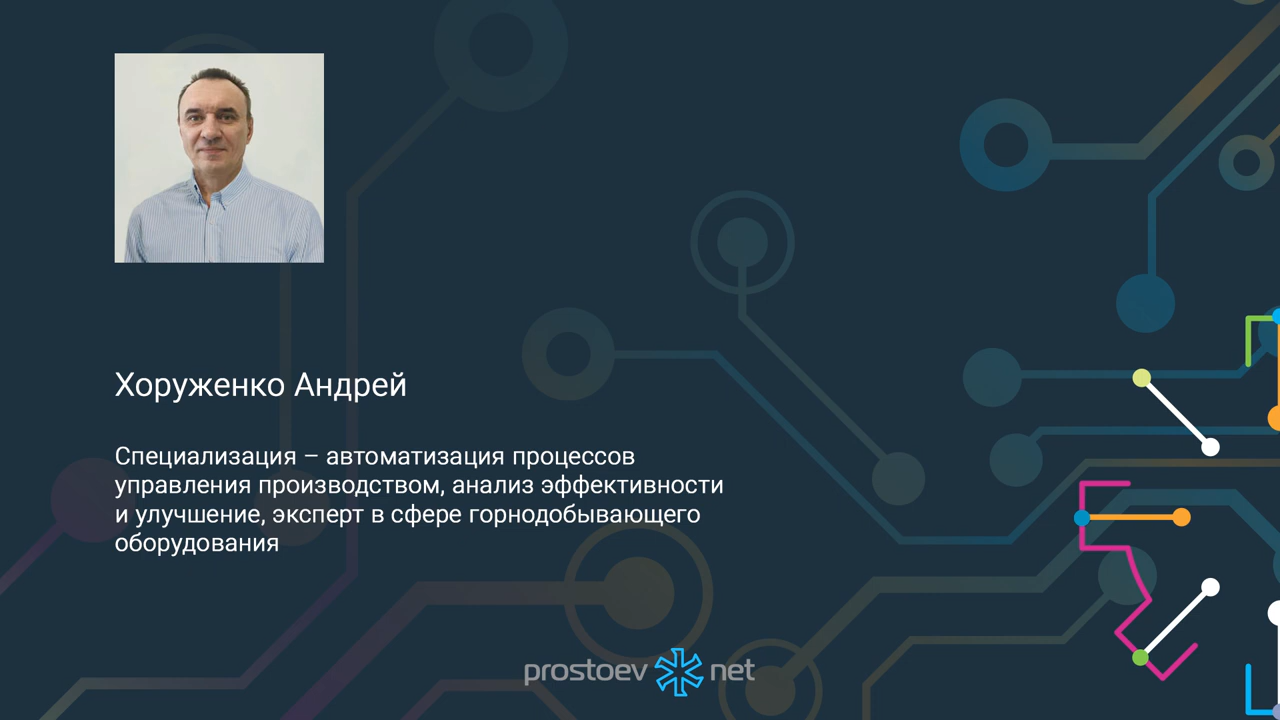 Хоруженко Андрей
Специализация – автоматизация процессов
управления производством, анализ эффективности
и улучшение, эксперт в сфере горнодобывающего
оборудования
prostoev net